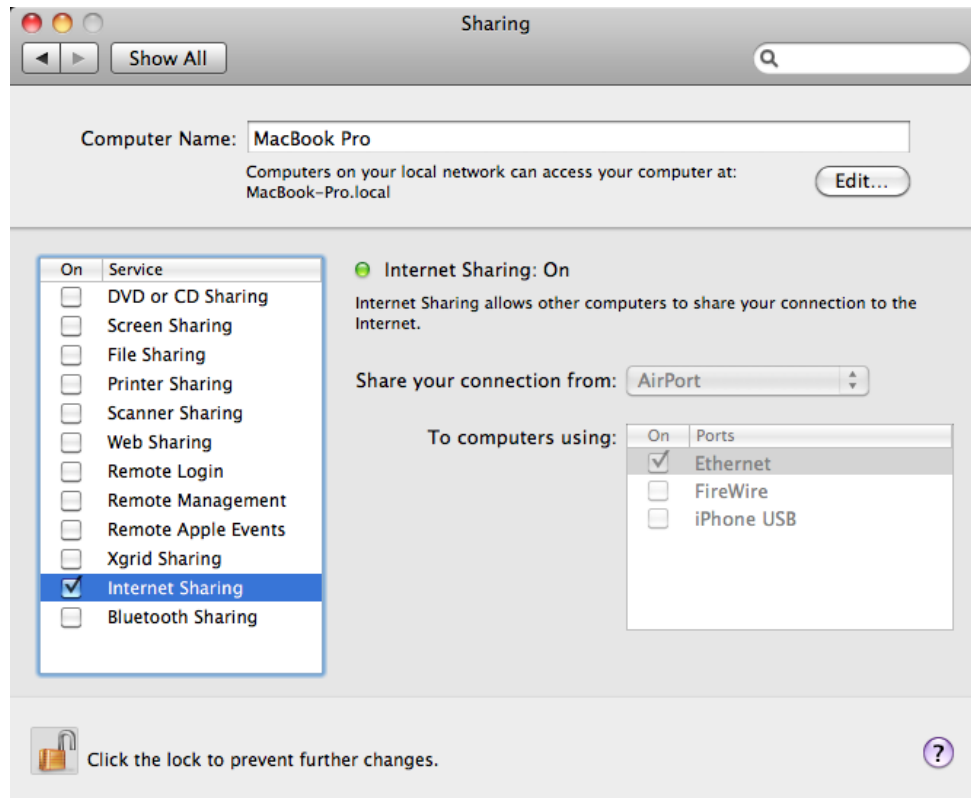 Sharing
Show All
Computer Name: MacBook Pro
Computers on your local network can access your computer at:
MacBook-Pro.local
Edit...
On Service
DVD or CD Sharing
Screen Sharing
File Sharing
Printer Sharing
Scanner Sharing
Web Sharing
Remote Login
Remote Management
Remote Apple Events
Xgrid Sharing
Internet Sharing
Bluetooth Sharing
Internet Sharing: On
Internet Sharing allows other computers to share your connection to the
Internet.
Share your connection from: AirPort
To computers using:
On Ports
Ethernet
FireWire
iPhone USB
Click the lock to prevent further changes.
?